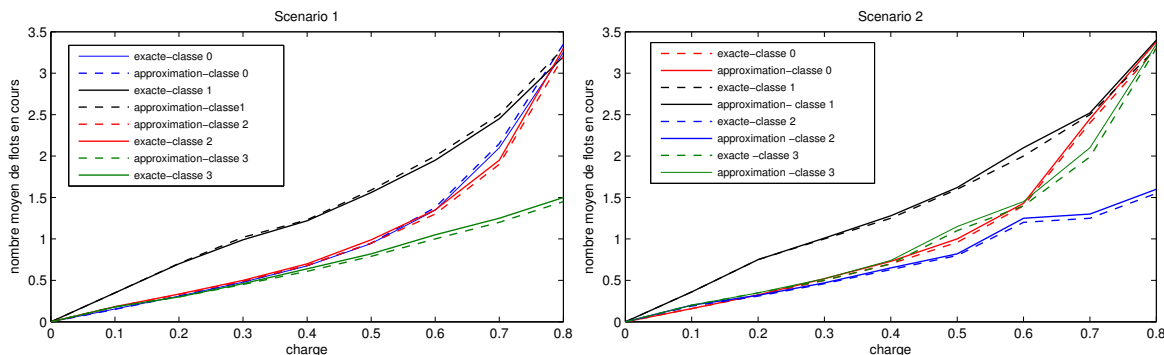 Scenario 1
3.5
3
2.5
2
1.5
1
0.5
0
nombre moyen de flots en cours
exacte−classe 0
approximation−classe 0
exacte−classe 1
approximation−classe1
approximation−classe 2
exacte−classe 2
approximation−classe 3
exacte−classe 3
0 0.1 0.2 0.3 0.4 0.5 0.6 0.7 0.8
charge
Scenario 2
3.5
3
2.5
2
1.5
1
0.5
0
nombre moyen de flots en cours
exacte−classe 0
approximation−classe 0
exacte−classe 1
approximation− classe 1
exacte−classe 2
approximation −classe 2
exacte −classe 3
approximation −classe 3
0 0.1 0.2 0.3 0.4 0.5 0.6 0.7 0.8
charge